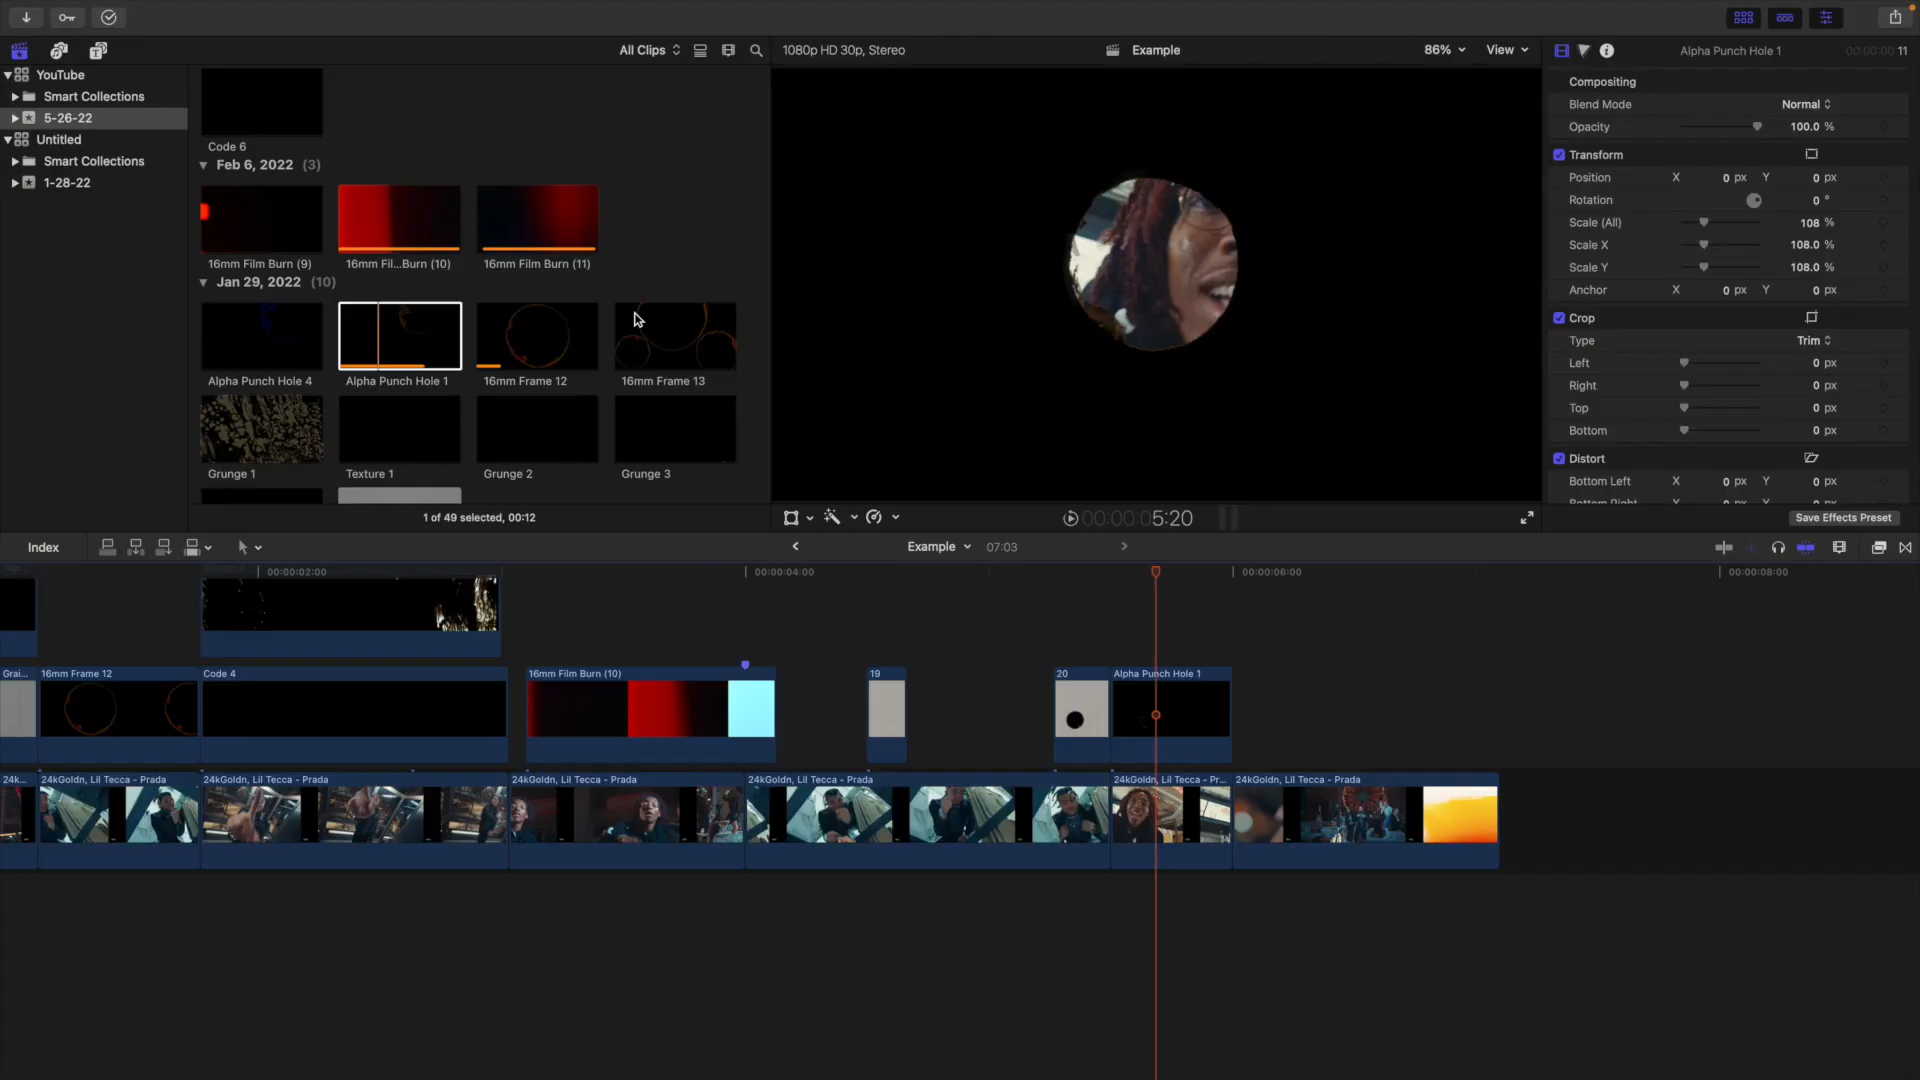 All Clips
1080p HD 30p, Stereo
Example
86%
View
Alpha Punch Hole 1
00:00:00:11
YouTube
Smart Collections
5-26-22
Untitled
Smart Collections
1-28-22
Code 6
Feb 6, 2022 (3)
16mm Film Burn (9)
16mm Fil...Burn (10)
16mm Film Burn (11)
Jan 29, 2022 (10)
Alpha Punch Hole 4
Alpha Punch Hole 1
16mm Frame 12
16mm Frame 13
Grunge 1
Texture 1
Grunge 2
Grunge 3
1 of 49 selected, 00:12
00:00:05:20
Compositing
Blend Mode Normal
Opacity 100.0 %
Transform
Position X 0 px Y 0 px
Rotation 0 °
Scale (All) 108 %
Scale X 108.0 %
Scale Y 108.0 %
Anchor X 0 px Y 0 px
Crop
Type Trim
Left 0 px
Right 0 px
Top 0 px
Bottom 0 px
Distort
Bottom Left X 0 px Y 0 px
Bottom Right
Save Effects Preset
Index
Example
07:03
00:00:02:00
00:00:04:00
00:00:06:00
00:00:08:00
Grai...
16mm Frame 12
Code 4
16mm Film Burn (10)
19
20
Alpha Punch Hole 1
24k...
24kGoldn, Lil Tecca - Prada
24kGoldn, Lil Tecca - Prada
24kGoldn, Lil Tecca - Prada
24kGoldn, Lil Tecca - Prada
24kGoldn, Lil Tecca - Pr...
24kGoldn, Lil Tecca - Prada